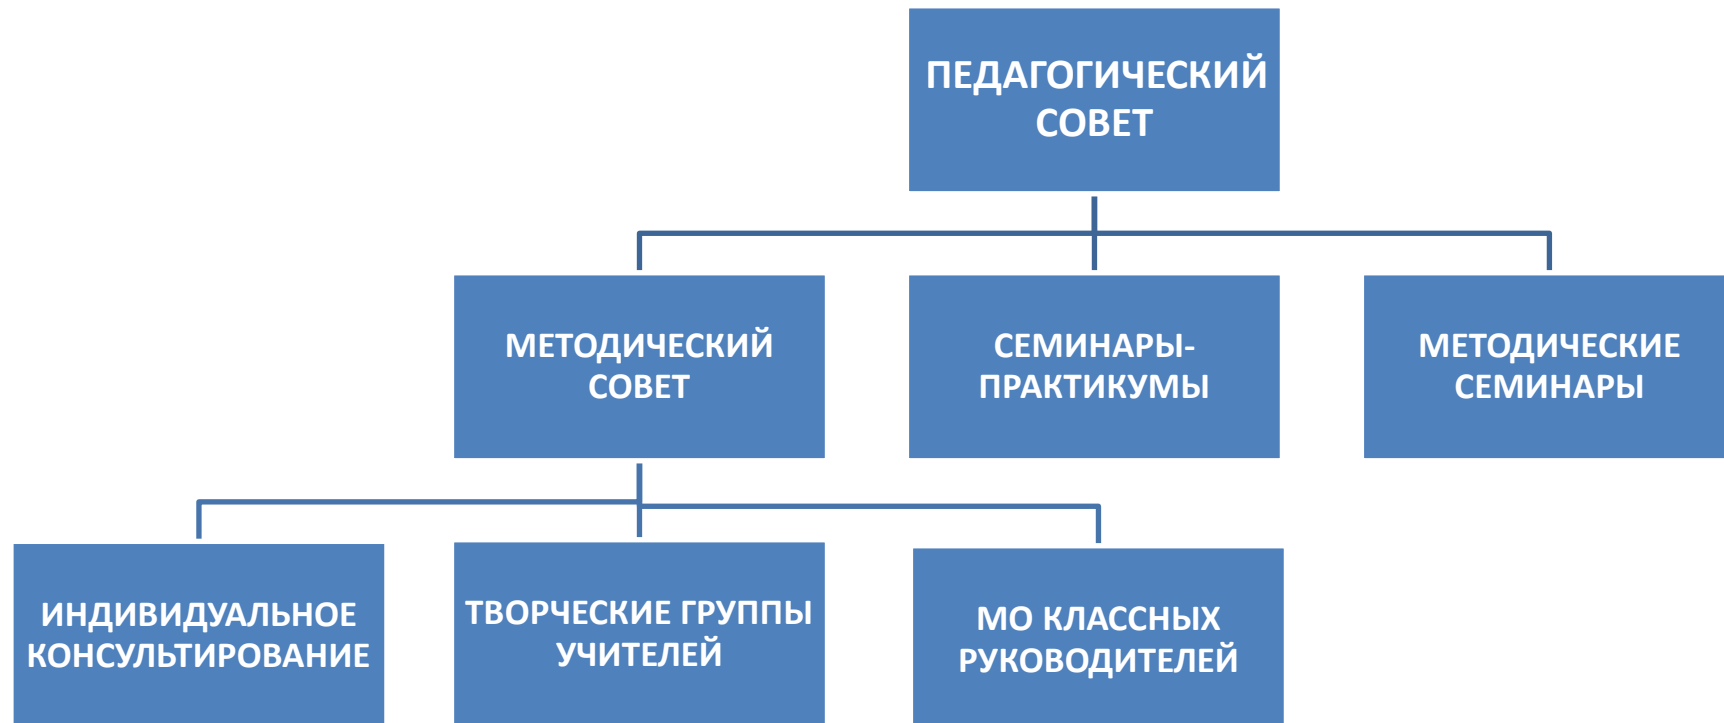 ПЕДАГОГИЧЕСКИЙ
СОВЕТ
МЕТОДИЧЕСКИЙ
СОВЕТ
СЕМИНАРЫ-
ПРАКТИКУМЫ
МЕТОДИЧЕСКИЕ
СЕМИНАРЫ
ИНДИВИДУАЛЬНОЕ
КОНСУЛЬТИРОВАНИЕ
ТВОРЧЕСКИЕ ГРУППЫ
УЧИТЕЛЕЙ
МО КЛАССНЫХ
РУКОВОДИТЕЛЕЙ